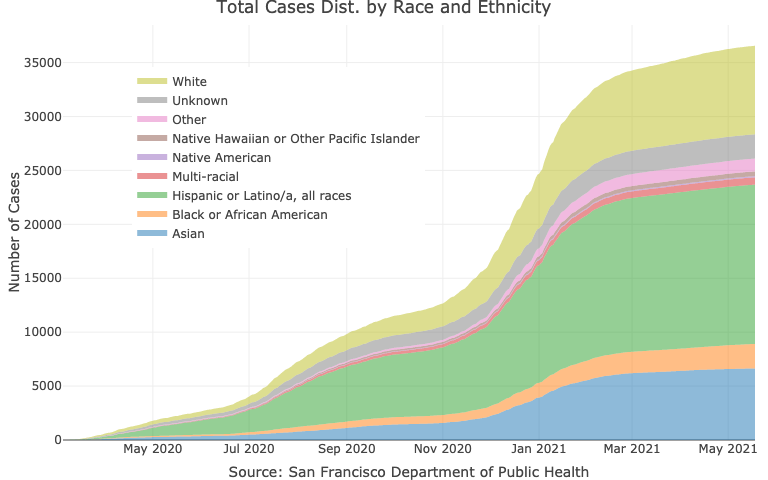 Total Cases Dist. by Race and Ethnicity
35000
30000
25000
20000
15000
10000
5000
0
Number of Cases
White
Unknown
Other
Native Hawaiian or Other Pacific Islander
Native American
Multi-racial
Hispanic or Latino/a, all races
Black or African American
Asian
May 2020 Jul 2020 Sep 2020 Nov 2020 Jan 2021 Mar 2021 May 2021
Source: San Francisco Department of Public Health